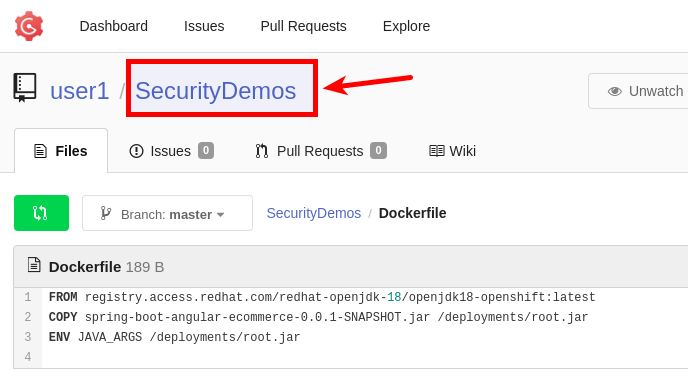 Dashboard Issues Pull Requests Explore
user1 / SecurityDemos Unwatch
Files Issues 0 Pull Requests 0 Wiki
Branch: master SecurityDemos / Dockerfile
Dockerfile 189 B
1 FROM registry.access.redhat.com/redhat-openjdk-18/openjdk18-openshift:latest
2 COPY spring-boot-angular-ecommerce-0.0.1-SNAPSHOT.jar /deployments/root.jar
3 ENV JAVA_ARGS /deployments/root.jar
4